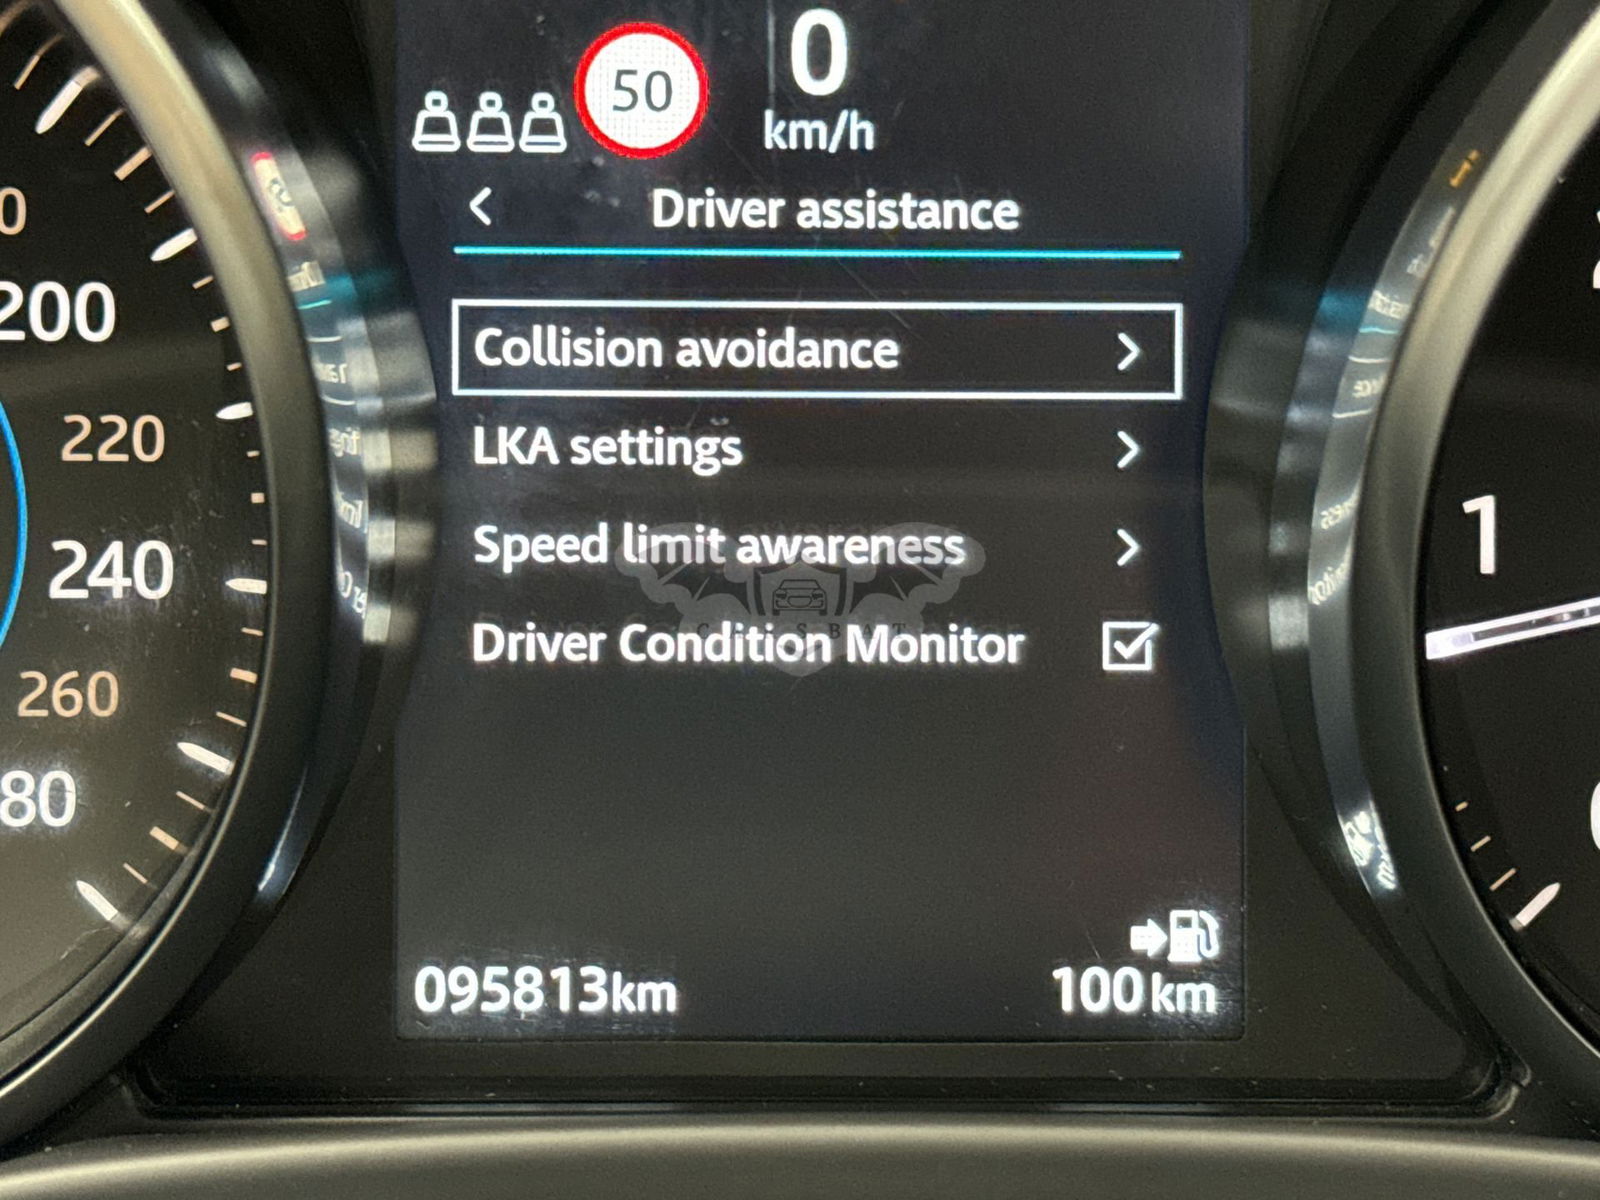 50
0
km/h
Driver assistance
Collision avoidance
LKA settings
Speed limit awareness
Driver Condition Monitor
095813km
100 km
200
220
240
260
80
1
CARSBAT